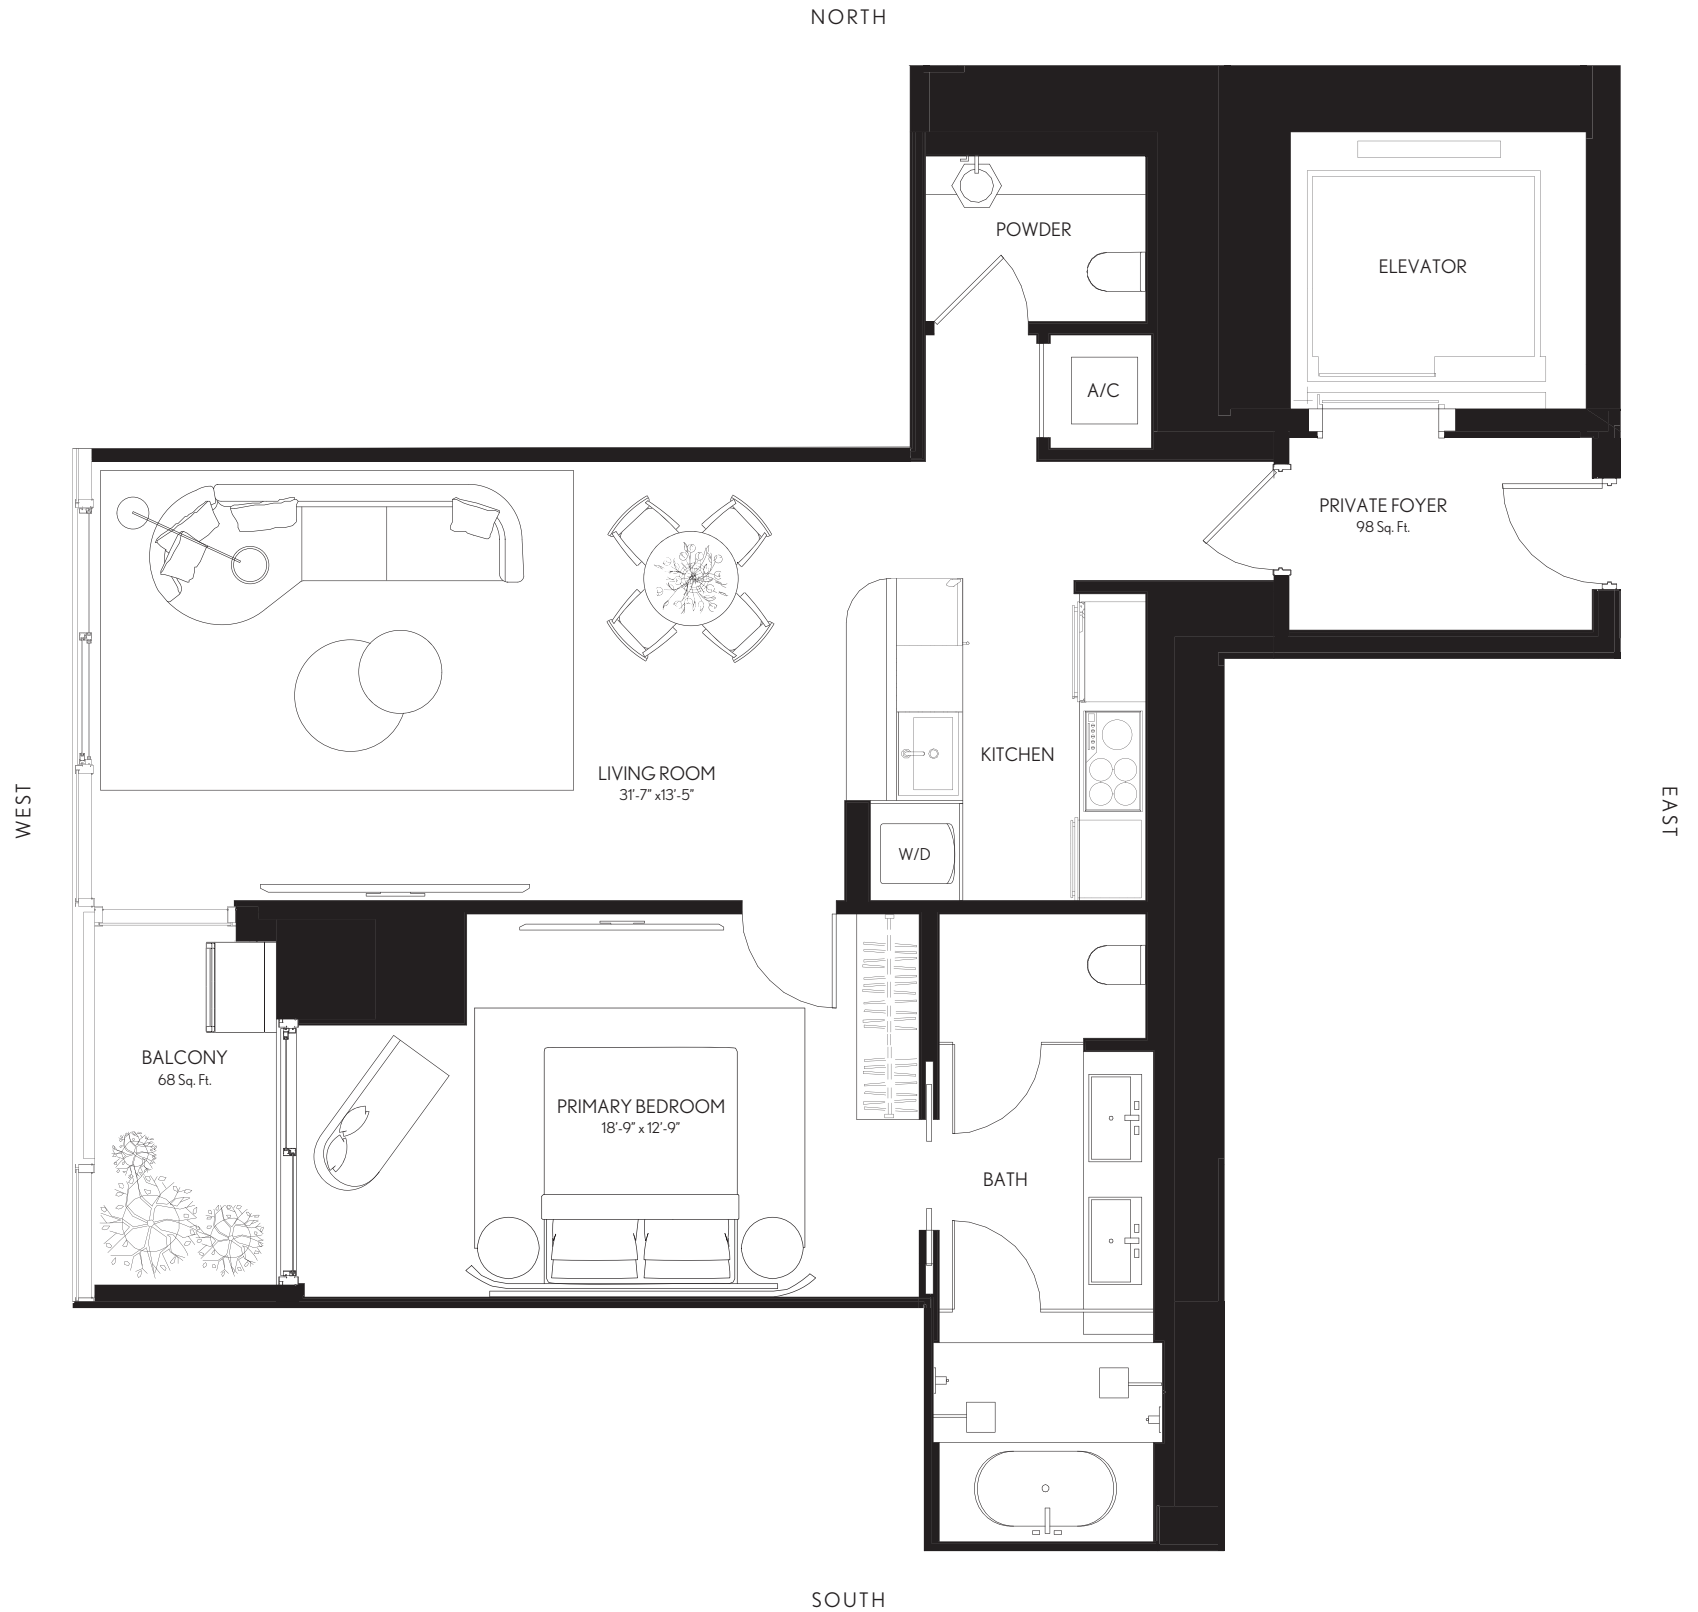 NORTH
POWDER
ELEVATOR
A/C
PRIVATE FOYER
98 Sq. Ft.
LIVING ROOM
31'-7" x13'-5"
KITCHEN
WEST
EAST
W/D
BALCONY
68 Sq. Ft.
PRIMARY BEDROOM
18'-9" x 12'-9"
BATH
SOUTH